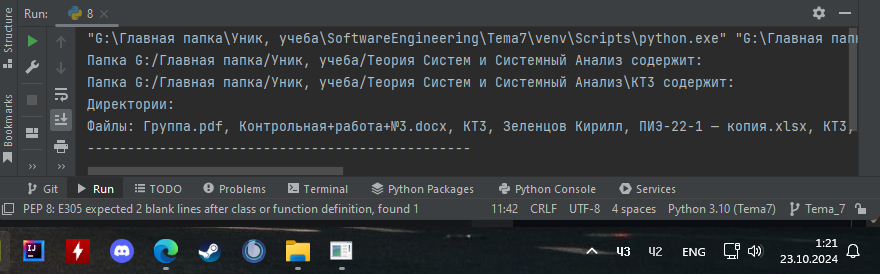 Run: 8
"G:\Главная папка\Уник, учеба\SoftwareEngineering\Tema7\venv\Scripts\python.exe" "G:\Главная
Папка G:/Главная папка/Уник, учеба/Теория Систем и Системный Анализ содержит:
Папка G:/Главная папка/Уник, учеба/Теория Систем и Системный Анализ\КТ3 содержит:
Директории:
Файлы: Группа.pdf, Контрольная+работа+№3.docx, КТ3, Зеленцов Кирилл, ПИЭ-22-1 — копия.xlsx, КТ3,
------------------------------------------------
Structure
Bookmarks
Git Run TODO Problems Terminal Python Packages Python Console Services
PEP 8: E305 expected 2 blank lines after class or function definition, found 1 11:42 CRLF UTF-8 4 spaces Python 3.10 (Tema7) Tema_7
ЧЗ Ч2 ENG 1:21
23.10.2024